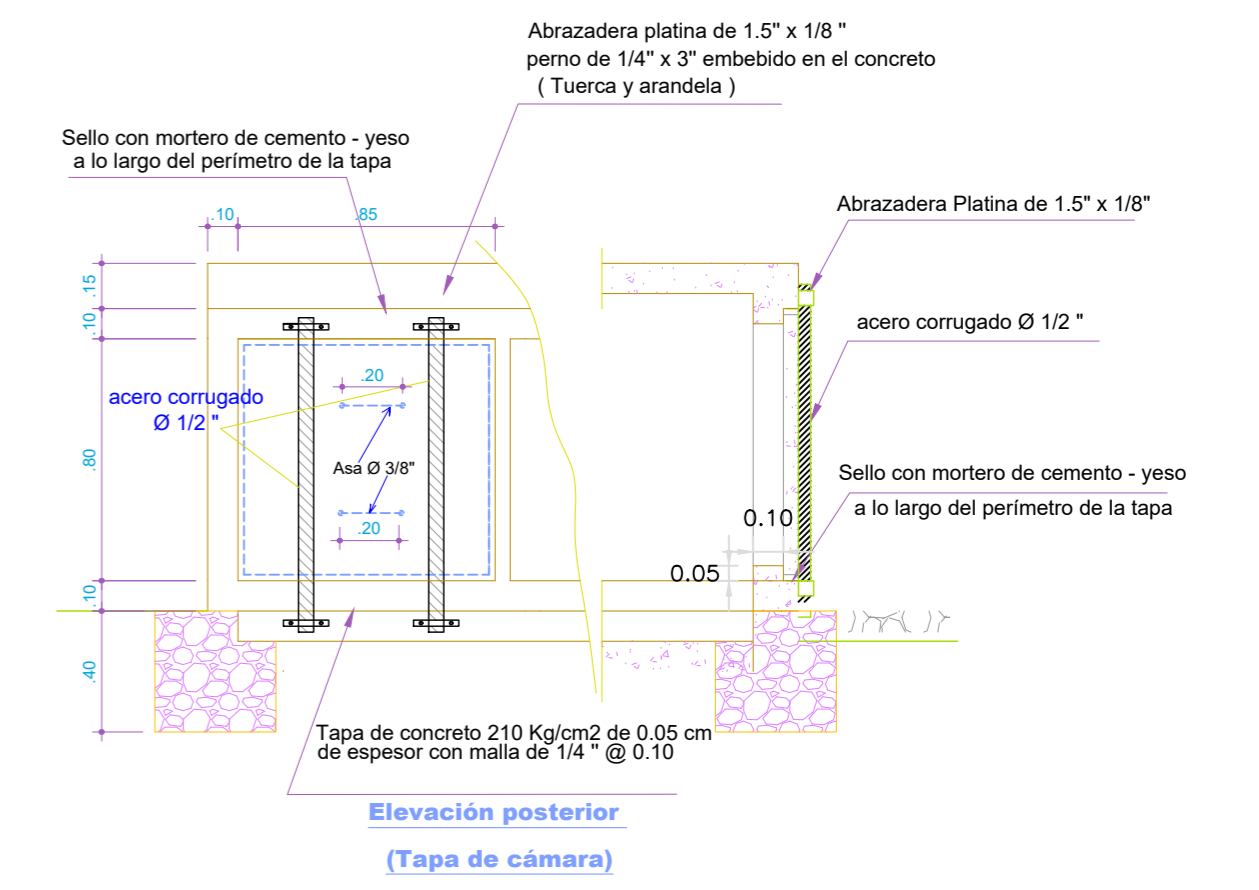 Abrazadera platina de 1.5" x 1/8 "
perno de 1/4" x 3" embebido en el concreto
( Tuerca y arandela )
Sello con mortero de cemento - yeso
a lo largo del perímetro de la tapa
Abrazadera Platina de 1.5" x 1/8"
.10
.85
.15
.10
acero corrugado Ø 1/2 "
.20
acero corrugado
Ø 1/2 "
.80
Asa Ø 3/8"
Sello con mortero de cemento - yeso
a lo largo del perímetro de la tapa
0.10
.20
0.05
.10
.40
Tapa de concreto 210 Kg/cm2 de 0.05 cm
de espesor con malla de 1/4 " @ 0.10
Elevación posterior
(Tapa de cámara)